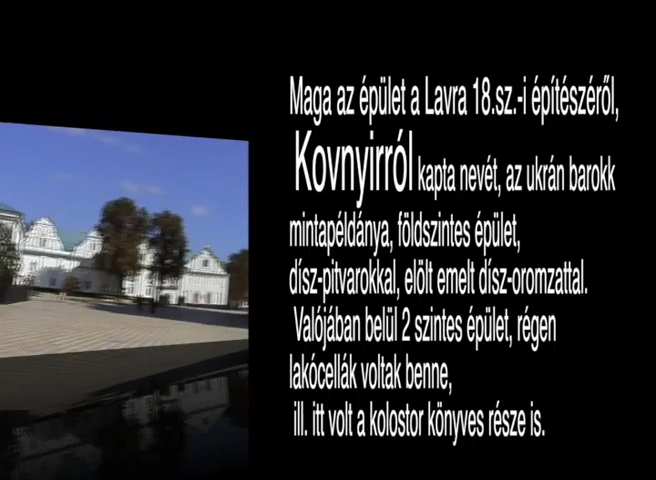 Maga az épület a Lavra 18.sz.-i építészéről,
Kovnyirról kapta nevét, az ukrán barokk
mintapéldánya, földszintes épület,
dísz-pitvarokkal, elölt emelt dísz-oromzattal.
Valójában belül 2 szintes épület, régen
lakócellák voltak benne,
ill. itt volt a kolostor könyves része is.